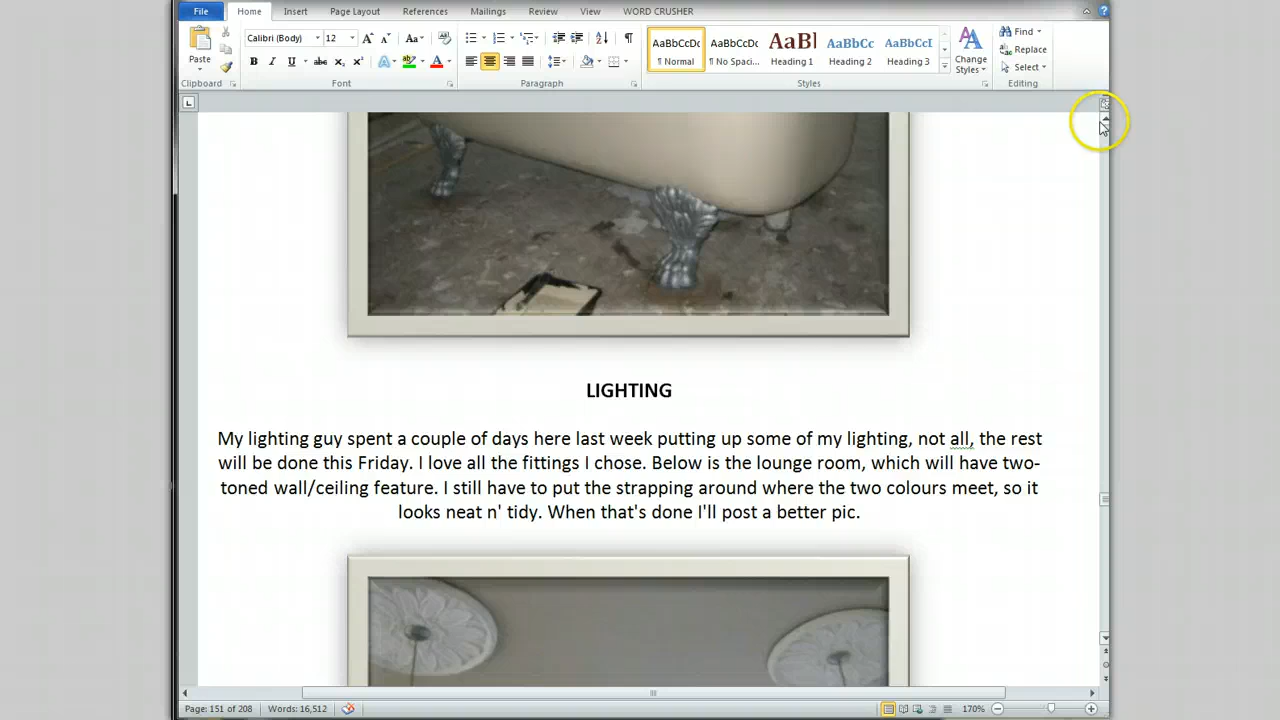 File Home Insert Page Layout References Mailings Review View WORD CRUSHER
Calibri (Body) 12 Aa AaBbCcDc AaBbCcDc AaBl AaBbCc AaBbCcI Find
Paste B I U abc x₂ x² A A ¶ Normal ¶ No Spaci... Heading 1 Heading 2 Heading 3 Change Styles Replace
Select
Clipboard Font Paragraph Styles Editing
LIGHTING
My lighting guy spent a couple of days here last week putting up some of my lighting, not all, the rest
will be done this Friday. I love all the fittings I chose. Below is the lounge room, which will have two-
toned wall/ceiling feature. I still have to put the strapping around where the two colours meet, so it
looks neat n' tidy. When that's done I'll post a better pic.
Page: 151 of 208 Words: 16,512 170%